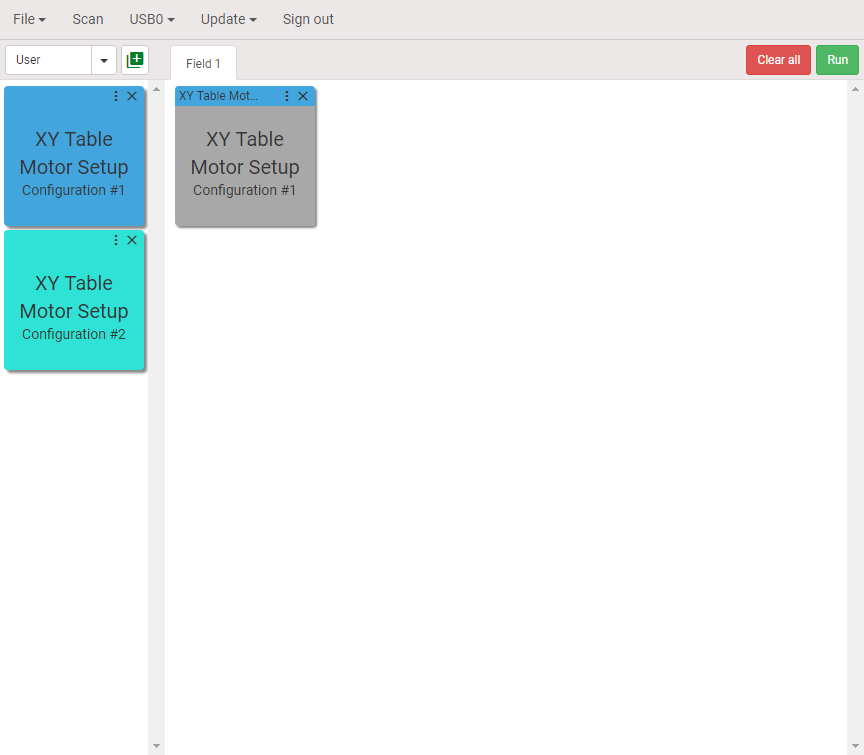 File Scan USB0 Update Sign out
User Field 1 Clear all Run
XY Table
Motor Setup
Configuration #1
XY Table
Motor Setup
Configuration #2
XY Table Mot...
XY Table
Motor Setup
Configuration #1